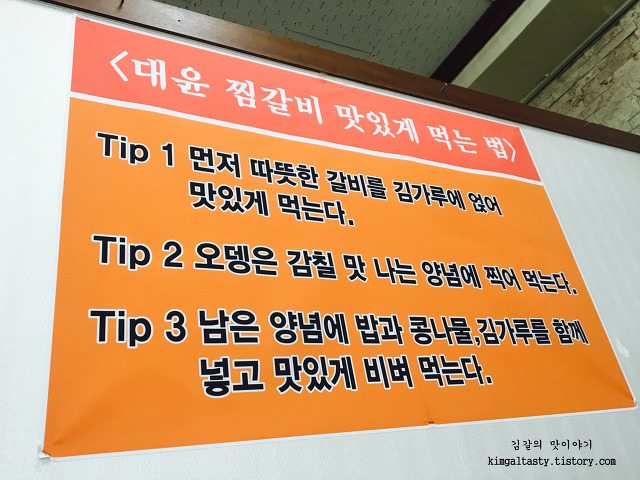 <대윤 찜갈비 맛있게 먹는 법>
Tip 1 먼저 따뜻한 갈비를 김가루에 얹어
맛있게 먹는다.
Tip 2 오뎅은 감칠 맛 나는 양념에 찍어 먹는다.
Tip 3 남은 양념에 밥과 콩나물,김가루를 함께
넣고 맛있게 비벼 먹는다.
김갈의 맛이야기
kimgaltasty.tistory.com